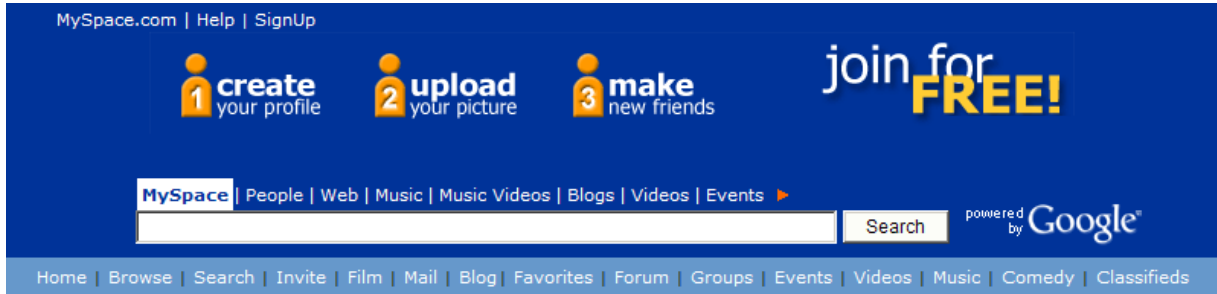 MySpace.com | Help | SignUp
1 create your profile
2 upload your picture
3 make new friends
join for FREE!
MySpace | People | Web | Music | Music Videos | Blogs | Videos | Events
Search
powered by Google
Home | Browse | Search | Invite | Film | Mail | Blog | Favorites | Forum | Groups | Events | Videos | Music | Comedy | Classifieds